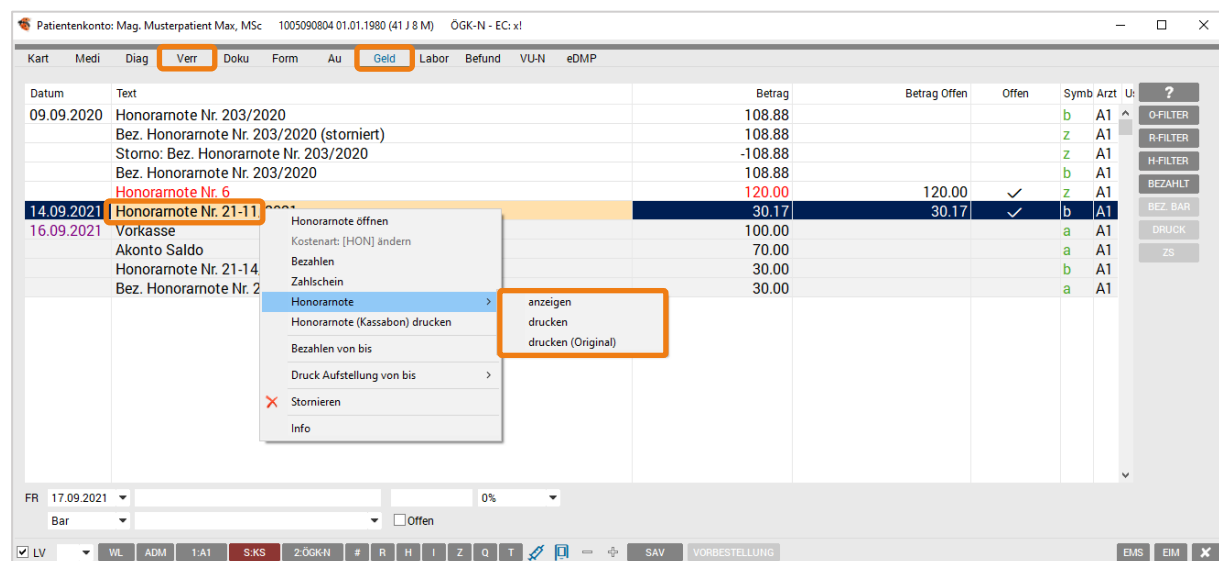 Patientenkonto: Mag. Musterpatient Max, MSc 1005090804 01.01.1980 (41 J 8 M) ÖGK-N - EC: x!
Kart Medi Diag Verr Doku Form Au Geld Labor Befund VU-N eDMP
Datum Text Betrag Betrag Offen Offen Symb Arzt ?
09.09.2020 Honorarnote Nr. 203/2020 108.88 b A1 O-FILTER
Bez. Honorarnote Nr. 203/2020 (storniert) 108.88 z A1
R-FILTER
Storno: Bez. Honorarnote Nr. 203/2020 -108.88 z A1
H-FILTER
Bez. Honorarnote Nr. 203/2020 108.88 b A1
BEZAHLT
Honorarnote Nr. 6 120.00 120.00 ✓ z A1
14.09.2021 Honorarnote Nr. 21-11 30.17 30.17 ✓ b A1 BEZ. BAR
16.09.2021 Vorkasse 100.00 a A1 DRUCK
Akonto Saldo 70.00 a A1 ZS
Honorarnote Nr. 21-14 30.00 b A1
Bez. Honorarnote Nr. 2 30.00 a A1
Honorarnote öffnen
Kostenart: [HON] ändern
Bezahlen
Zahlschein
Honorarnote > anzeigen
Honorarnote (Kassabon) drucken drucken
drucken (Original)
Bezahlen von bis
Druck Aufstellung von bis >
Stornieren
Info
FR 17.09.2021 0%
Bar Offen
LV WL ADM 1:A1 S:KS 2:ÖGK-N # R H I Z Q T SAV VORBESTELLUNG EMS EIM X